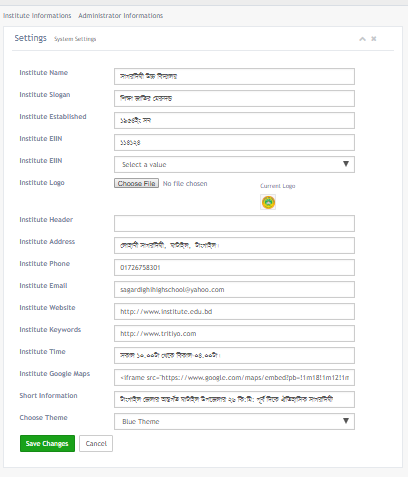 Institute Informations Administrator Informations
Settings System Settings
Institute Name সাগরদিঘী উচ্চ বিদ্যালয়
Institute Slogan শিক্ষা জাতির মেরুদন্ড
Institute Established ১৯৫৪ইং সন
Institute EIIN ১১৪১২৪
Institute EIIN Select a value
Institute Logo Choose File No file chosen
Current Logo
Institute Header
Institute Address লোহানী সাগরদিঘী, ঘাটাইল, টাংগাইল।
Institute Phone 01726758301
Institute Email sagardighihighschool@yahoo.com
Institute Website http://www.institute.edu.bd
Institute Keywords http://www.tritiyo.com
Institute Time সকাল ১০.০০টা থেকে বিকাল-০৪.০০টা।
Institute Google Maps <iframe src="https://www.google.com/maps/embed?pb=!1m18!1m12!1m
Short Information টাংগাইল জেলার অন্তর্গত ঘাটাইল উপজেলার ২৬ কি:মি: পূর্ব দিকে ঐতিহাসিক সাগরদিঘী
Choose Theme Blue Theme
Save Changes Cancel